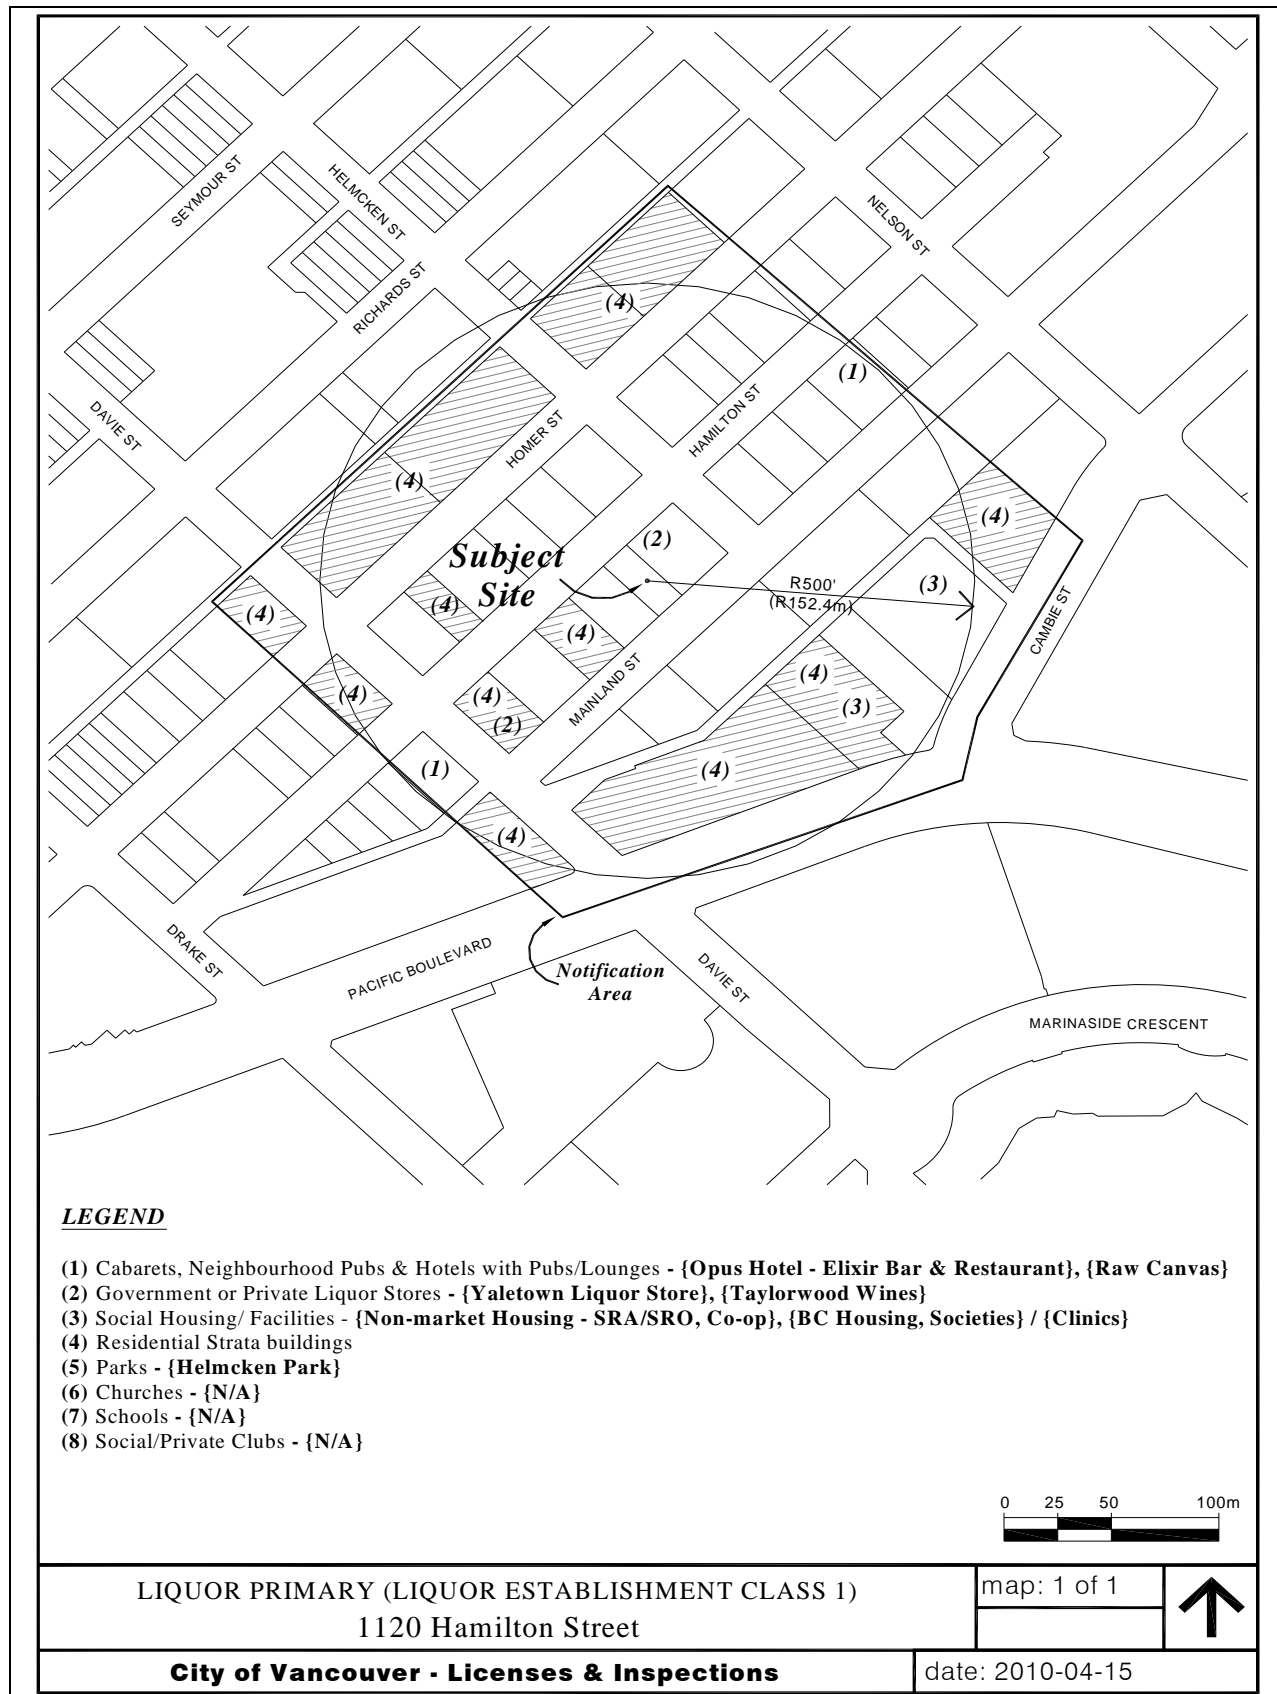 SEYMOUR ST
HELMCKEN ST
NELSON ST
RICHARDS ST
(4)
(1)
DAVIE ST
HOMER ST
HAMILTON ST
(4)
(4)
(2)
Subject
Site
R500'
(R152.4m)
(3)
(4)
(4)
(4)
CAMBIE ST
(4)
(4)
(2)
MAINLAND ST
(4)
(3)
(1)
(4)
(4)
DRAKE ST
PACIFIC BOULEVARD
Notification
Area
DAVIE ST
MARINASIDE CRESCENT
LEGEND
(1) Cabarets, Neighbourhood Pubs & Hotels with Pubs/Lounges - {Opus Hotel - Elixir Bar & Restaurant}, {Raw Canvas}
(2) Government or Private Liquor Stores - {Yaletown Liquor Store}, {Taylorwood Wines}
(3) Social Housing/ Facilities - {Non-market Housing - SRA/SRO, Co-op}, {BC Housing, Societies} / {Clinics}
(4) Residential Strata buildings
(5) Parks - {Helmcken Park}
(6) Churches - {N/A}
(7) Schools - {N/A}
(8) Social/Private Clubs - {N/A}
0 25 50 100m
LIQUOR PRIMARY (LIQUOR ESTABLISHMENT CLASS 1)
1120 Hamilton Street
map: 1 of 1
City of Vancouver - Licenses & Inspections
date: 2010-04-15